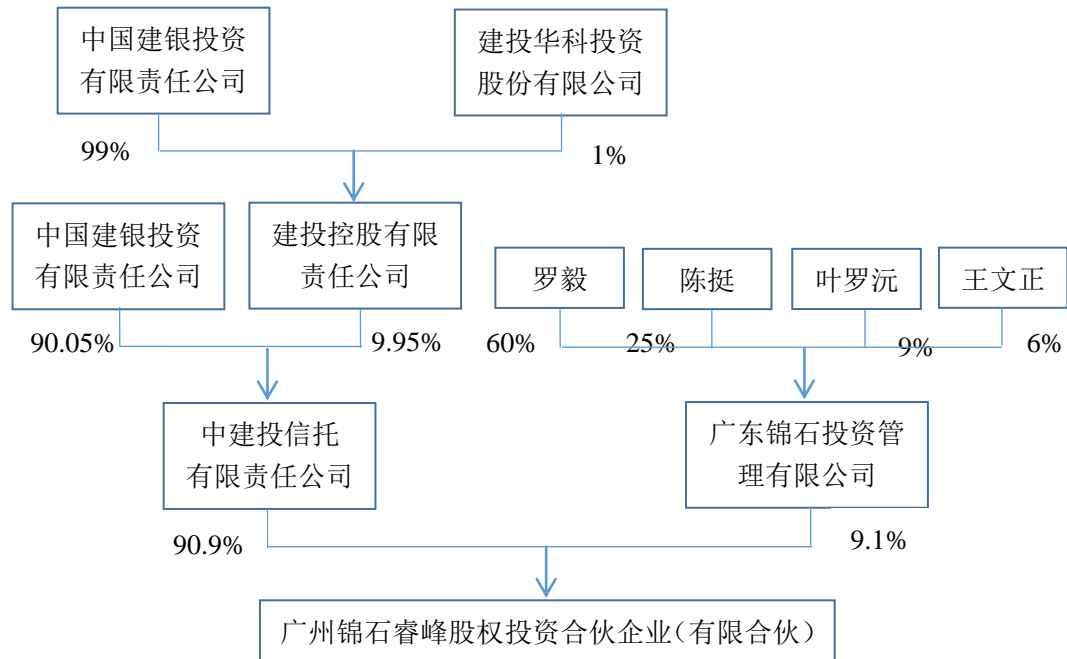 中国建银投资
有限责任公司
建投华科投资
股份有限公司
99%
1%
中国建银投资
有限责任公司
建投控股有限
责任公司
罗毅
陈挺
叶罗沅
王文正
90.05%
9.95%
60%
25%
9%
6%
中建投信托
有限责任公司
广东锦石投资管
理有限公司
90.9%
9.1%
广州锦石睿峰股权投资合伙企业（有限合伙）